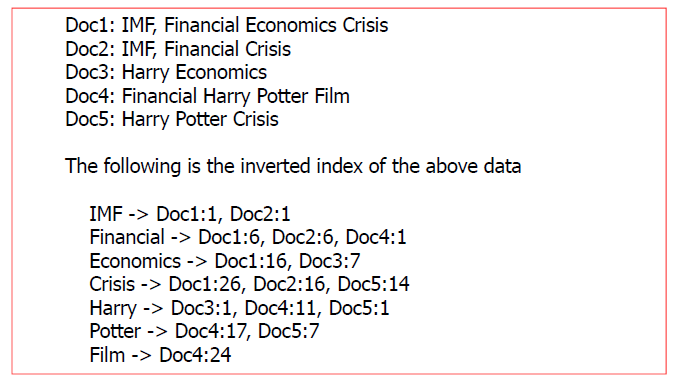 Doc1: IMF, Financial Economics Crisis
Doc2: IMF, Financial Crisis
Doc3: Harry Economics
Doc4: Financial Harry Potter Film
Doc5: Harry Potter Crisis
The following is the inverted index of the above data
IMF -> Doc1:1, Doc2:1
Financial -> Doc1:6, Doc2:6, Doc4:1
Economics -> Doc1:16, Doc3:7
Crisis -> Doc1:26, Doc2:16, Doc5:14
Harry -> Doc3:1, Doc4:11, Doc5:1
Potter -> Doc4:17, Doc5:7
Film -> Doc4:24